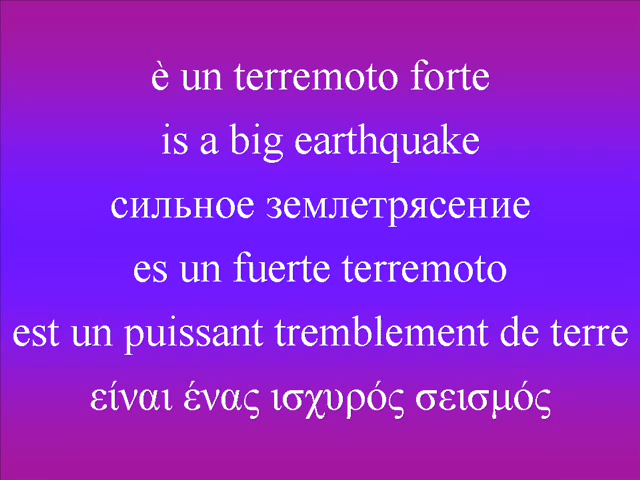 è un terremoto forte
is a big earthquake
сильное землетрясение
es un fuerte terremoto
est un puissant tremblement de terre
είναι ένας ισχυρός σεισμός